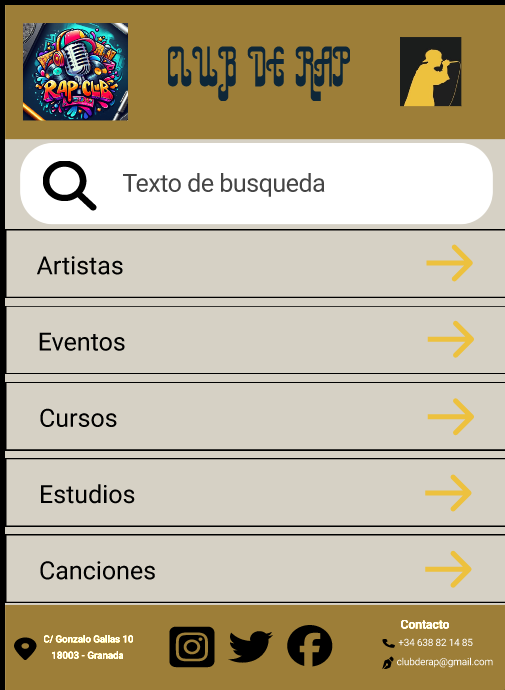 RAP CLUB
CLUB DE RAP
Texto de busqueda
Artistas
Eventos
Cursos
Estudios
Canciones
C/ Gonzalo Gallas 10
18003 - Granada
Contacto
+34 638 82 14 85
clubderap@gmail.com